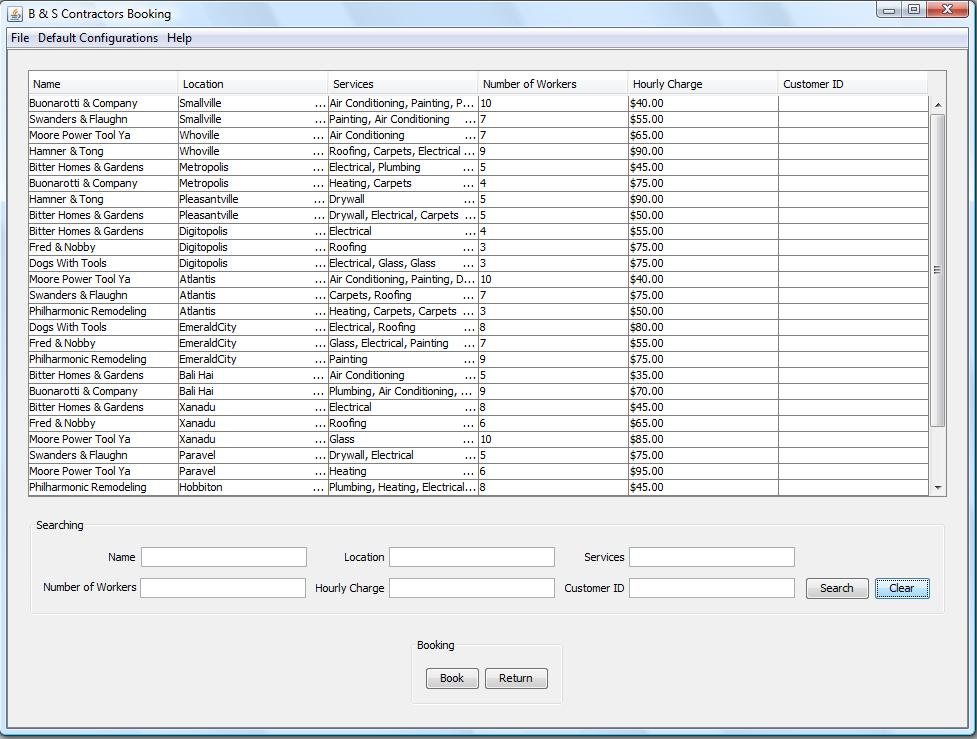 B & S Contractors Booking
File Default Configurations Help
Name Location Services Number of Workers Hourly Charge Customer ID
Buonarotti & Company Smallville ... Air Conditioning, Painting, P... 10 $40.00
Swanders & Flaughn Smallville ... Painting, Air Conditioning ... 7 $55.00
Moore Power Tool Ya Whoville ... Air Conditioning ... 7 $65.00
Hamner & Tong Whoville ... Roofing, Carpets, Electrical ... 9 $90.00
Bitter Homes & Gardens Metropolis ... Electrical, Plumbing ... 5 $45.00
Buonarotti & Company Metropolis ... Heating, Carpets ... 4 $75.00
Hamner & Tong Pleasantville ... Drywall ... 5 $90.00
Bitter Homes & Gardens Pleasantville ... Drywall, Electrical, Carpets ... 5 $50.00
Bitter Homes & Gardens Digitopolis ... Electrical ... 4 $55.00
Fred & Nobby Digitopolis ... Roofing ... 3 $75.00
Dogs With Tools Digitopolis ... Electrical, Glass, Glass ... 3 $75.00
Moore Power Tool Ya Atlantis ... Air Conditioning, Painting, D... 10 $40.00
Swanders & Flaughn Atlantis ... Carpets, Roofing ... 7 $75.00
Philharmonic Remodeling Atlantis ... Heating, Carpets, Carpets ... 3 $50.00
Dogs With Tools EmeraldCity ... Electrical, Roofing ... 8 $80.00
Fred & Nobby EmeraldCity ... Glass, Electrical, Painting ... 7 $55.00
Philharmonic Remodeling EmeraldCity ... Painting ... 9 $75.00
Bitter Homes & Gardens Bali Hai ... Air Conditioning ... 5 $35.00
Buonarotti & Company Bali Hai ... Plumbing, Air Conditioning, ... 9 $70.00
Bitter Homes & Gardens Xanadu ... Electrical ... 8 $45.00
Fred & Nobby Xanadu ... Roofing ... 6 $65.00
Moore Power Tool Ya Xanadu ... Glass ... 10 $85.00
Swanders & Flaughn Paravel ... Drywall, Electrical ... 5 $75.00
Moore Power Tool Ya Paravel ... Heating ... 6 $95.00
Philharmonic Remodeling Hobbiton ... Plumbing, Heating, Electrical... 8 $45.00
Searching
Name Location Services
Number of Workers Hourly Charge Customer ID Search Clear
Booking
Book Return